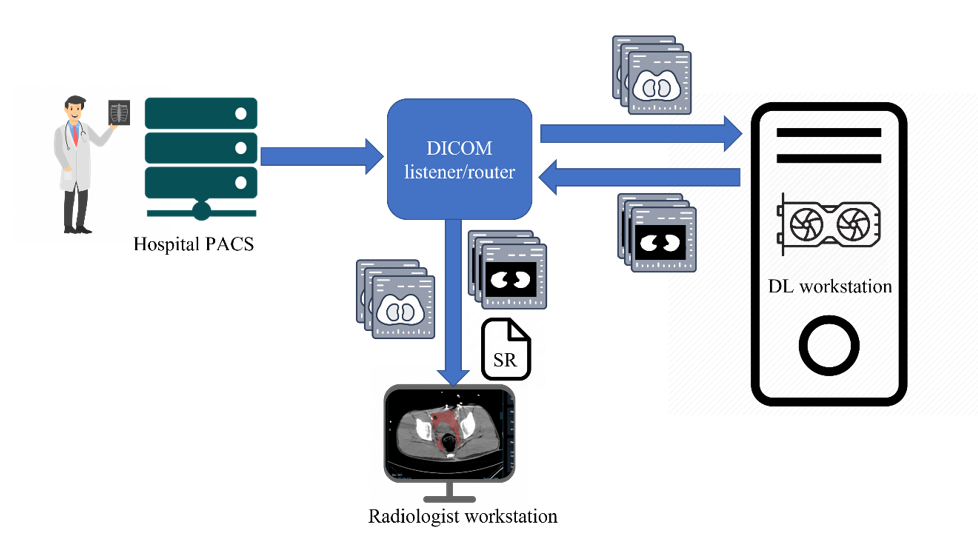 DICOM
listener/router
Hospital PACS
DL workstation
SR
Radiologist workstation